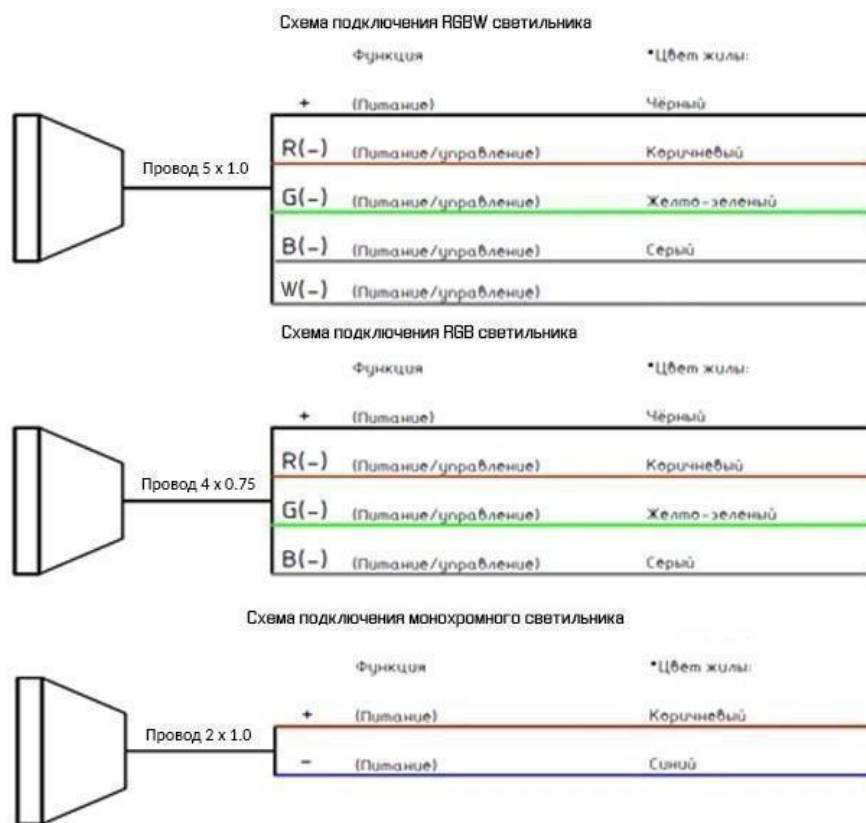 Схема подключения RGBW светильника
Функция *Цвет жилы:
+ (Питание) Чёрный
R(-) (Питание/управление) Коричневый
Провод 5 x 1.0
G(-) (Питание/управление) Желто-зеленый
B(-) (Питание/управление) Серый
W(-) (Питание/управление)
Схема подключения RGB светильника
Функция *Цвет жилы:
+ (Питание) Чёрный
R(-) (Питание/управление) Коричневый
Провод 4 x 0.75
G(-) (Питание/управление) Желто-зеленый
B(-) (Питание/управление) Серый
Схема подключения монохромного светильника
Функция *Цвет жилы:
+ (Питание) Коричневый
Провод 2 x 1.0
- (Питание) Синий